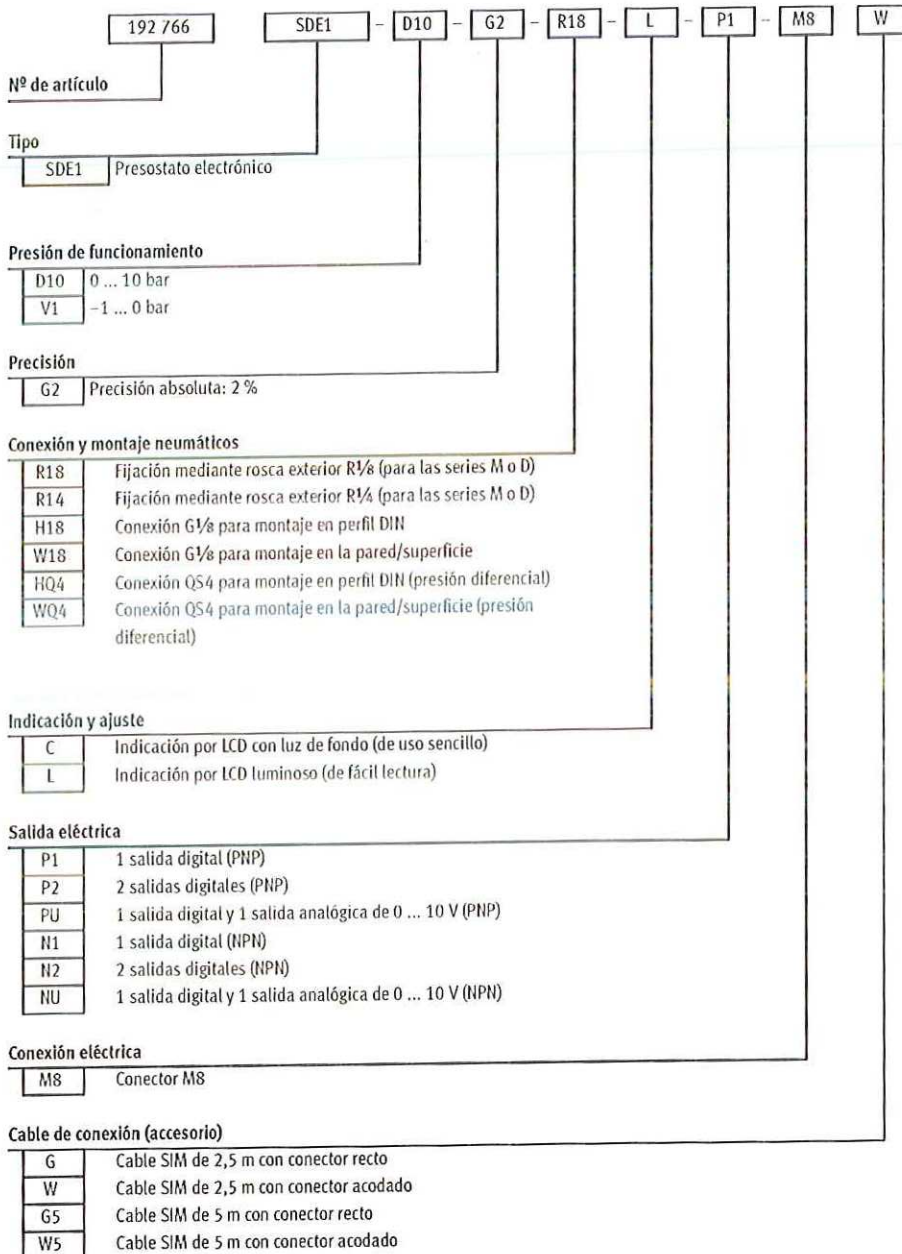 192 766 SDE1 – D10 – G2 – R18 – L – P1 – M8 W
Nº de artículo
Tipo
SDE1 Presostato electrónico
Presión de funcionamiento
D10 0 ... 10 bar
V1 –1 ... 0 bar
Precisión
G2 Precisión absoluta: 2 %
Conexión y montaje neumáticos
R18 Fijación mediante rosca exterior R⅛ (para las series M o D)
R14 Fijación mediante rosca exterior R¼ (para las series M o D)
H18 Conexión G⅛ para montaje en perfil DIN
W18 Conexión G⅛ para montaje en la pared/superficie
HQ4 Conexión QS4 para montaje en perfil DIN (presión diferencial)
WQ4 Conexión QS4 para montaje en la pared/superficie (presión
diferencial)
Indicación y ajuste
C Indicación por LCD con luz de fondo (de uso sencillo)
L Indicación por LCD luminoso (de fácil lectura)
Salida eléctrica
P1 1 salida digital (PNP)
P2 2 salidas digitales (PNP)
PU 1 salida digital y 1 salida analógica de 0 ... 10 V (PNP)
N1 1 salida digital (NPN)
N2 2 salidas digitales (NPN)
NU 1 salida digital y 1 salida analógica de 0 ... 10 V (NPN)
Conexión eléctrica
M8 Conector M8
Cable de conexión (accesorio)
G Cable SIM de 2,5 m con conector recto
W Cable SIM de 2,5 m con conector acodado
G5 Cable SIM de 5 m con conector recto
W5 Cable SIM de 5 m con conector acodado